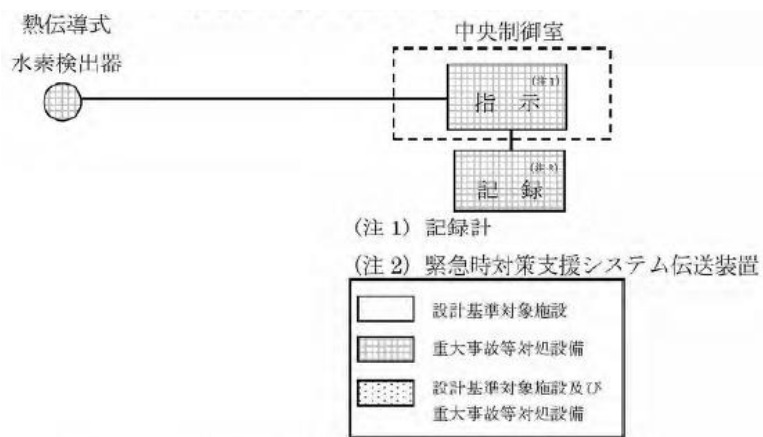 熱伝導式
水素検出器
中央制御室
指 示 (注1)
記 録 (注2)
(注 1) 記録計
(注 2) 緊急時対策支援システム伝送装置
設計基準対象施設
重大事故等対処設備
設計基準対象施設及び
重大事故等対処設備